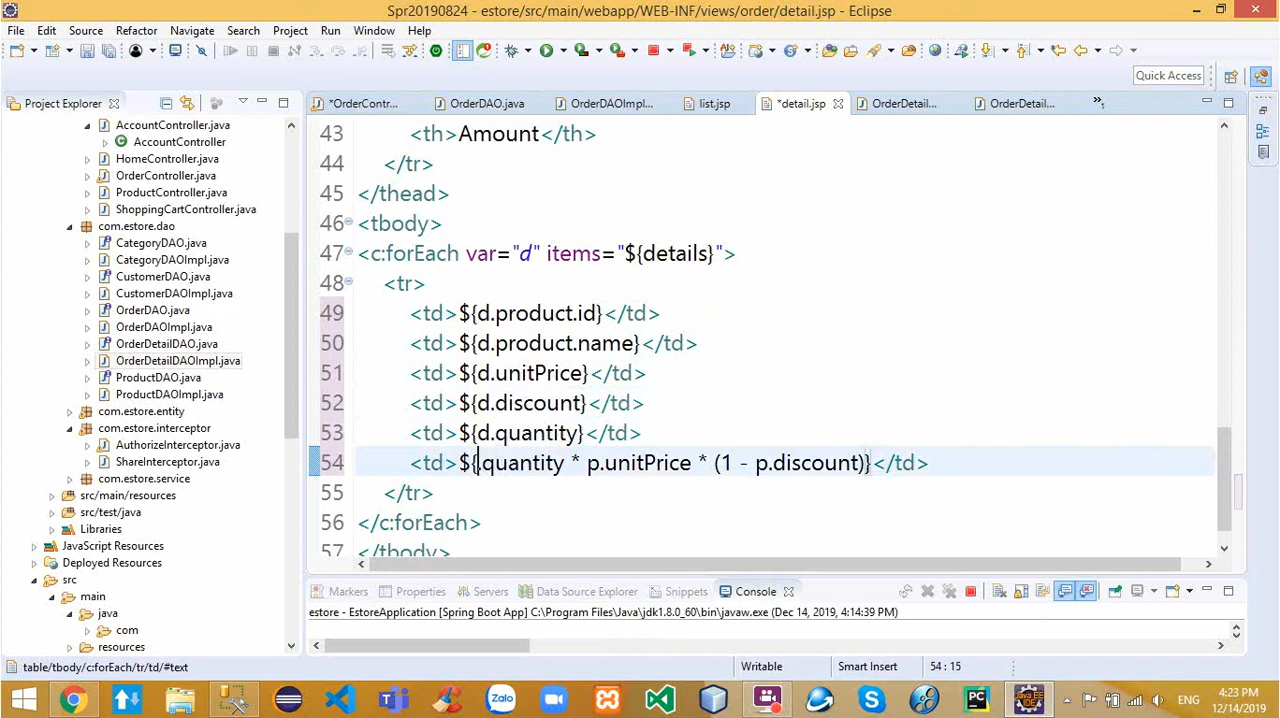 Spr20190824 - estore/src/main/webapp/WEB-INF/views/order/detail.jsp - Eclipse
File Edit Source Refactor Navigate Search Project Run Window Help
Quick Access
Project Explorer
*OrderContr... OrderDAO.java OrderDAOImpl... list.jsp *detail.jsp OrderDetail... OrderDetail... »1
AccountController.java
AccountController
HomeController.java
OrderController.java
ProductController.java
ShoppingCartController.java
com.estore.dao
CategoryDAO.java
CategoryDAOImpl.java
CustomerDAO.java
CustomerDAOImpl.java
OrderDAO.java
OrderDAOImpl.java
OrderDetailDAO.java
OrderDetailDAOImpl.java
ProductDAO.java
ProductDAOImpl.java
com.estore.entity
com.estore.interceptor
AuthorizeInterceptor.java
ShareInterceptor.java
com.estore.service
src/main/resources
src/test/java
Libraries
JavaScript Resources
Deployed Resources
src
main
java
com
resources
43 <th>Amount</th>
44 </tr>
45 </thead>
46 <tbody>
47 <c:forEach var="d" items="${details}">
48 <tr>
49 <td>${d.product.id}</td>
50 <td>${d.product.name}</td>
51 <td>${d.unitPrice}</td>
52 <td>${d.discount}</td>
53 <td>${d.quantity}</td>
54 <td>${.quantity * p.unitPrice * (1 - p.discount)}</td>
55 </tr>
56 </c:forEach>
57 </tbody>
Markers Properties Servers Data Source Explorer Snippets Console
estore - EstoreApplication [Spring Boot App] C:\Program Files\Java\jdk1.8.0_60\bin\javaw.exe (Dec 14, 2019, 4:14:39 PM)
table/tbody/c:forEach/tr/td/#text Writable Smart Insert 54 : 15
Zalo PC ENG 4:23 PM
12/14/2019